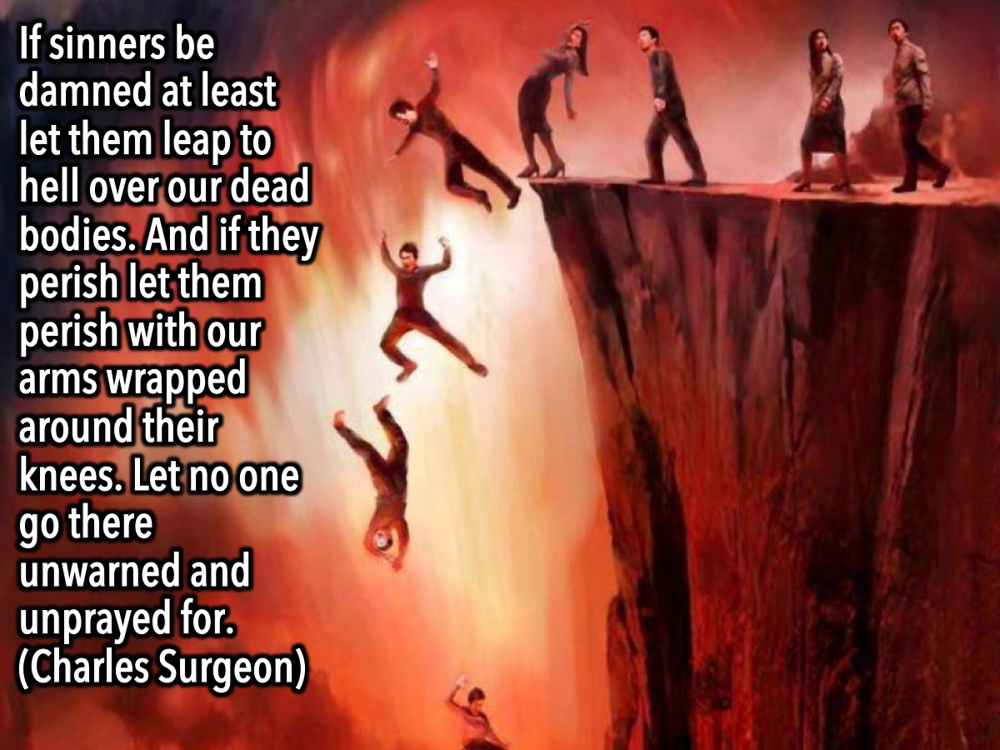 If sinners be
damned at least
let them leap to
hell over our dead
bodies. And if they
perish let them
perish with our
arms wrapped
around their
knees. Let no one
go there
unwarned and
unprayed for.
(Charles Surgeon)